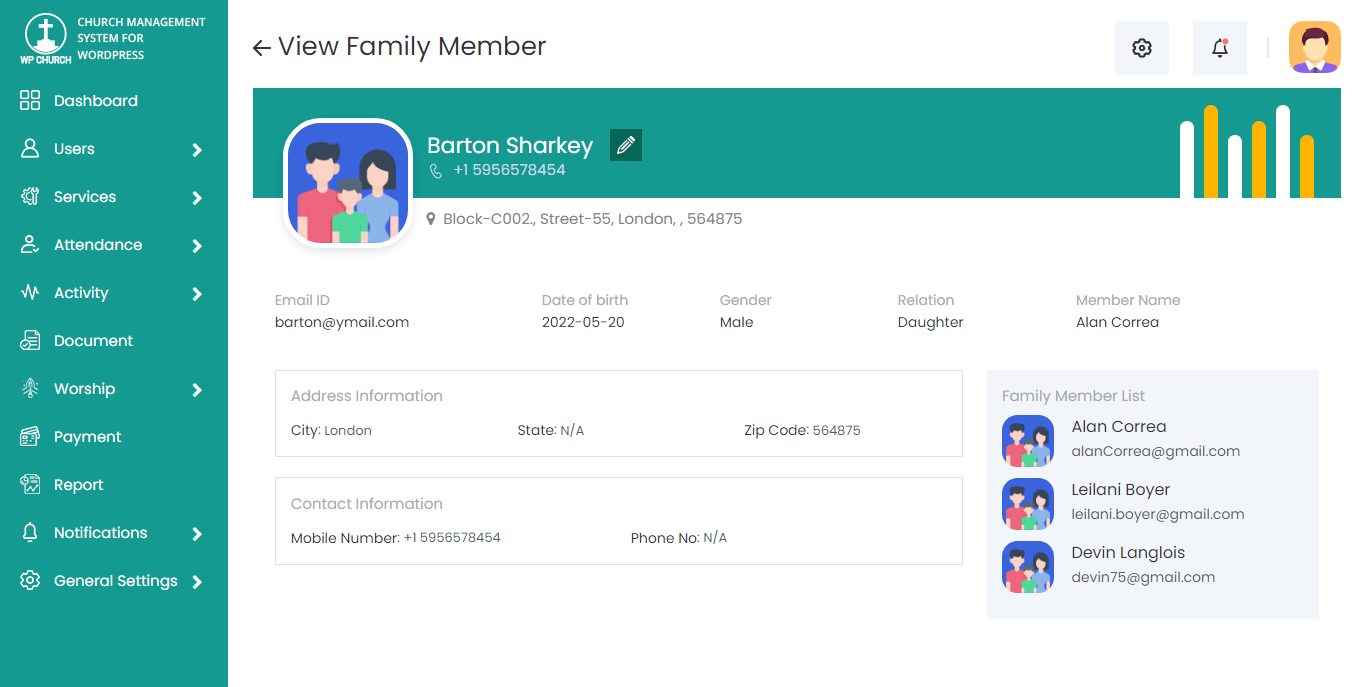 CHURCH MANAGEMENT
SYSTEM FOR
WORDPRESS
WP CHURCH
Dashboard
Users
Services
Attendance
Activity
Document
Worship
Payment
Report
Notifications
General Settings
View Family Member
Barton Sharkey
+1 5956578454
Block-C002., Street-55, London, , 564875
Email ID Date of birth Gender Relation Member Name
barton@ymail.com 2022-05-20 Male Daughter Alan Correa
Address Information
City: London State: N/A Zip Code: 564875
Contact Information
Mobile Number: +1 5956578454 Phone No: N/A
Family Member List
Alan Correa
alanCorrea@gmail.com
Leilani Boyer
leilani.boyer@gmail.com
Devin Langlois
devin75@gmail.com